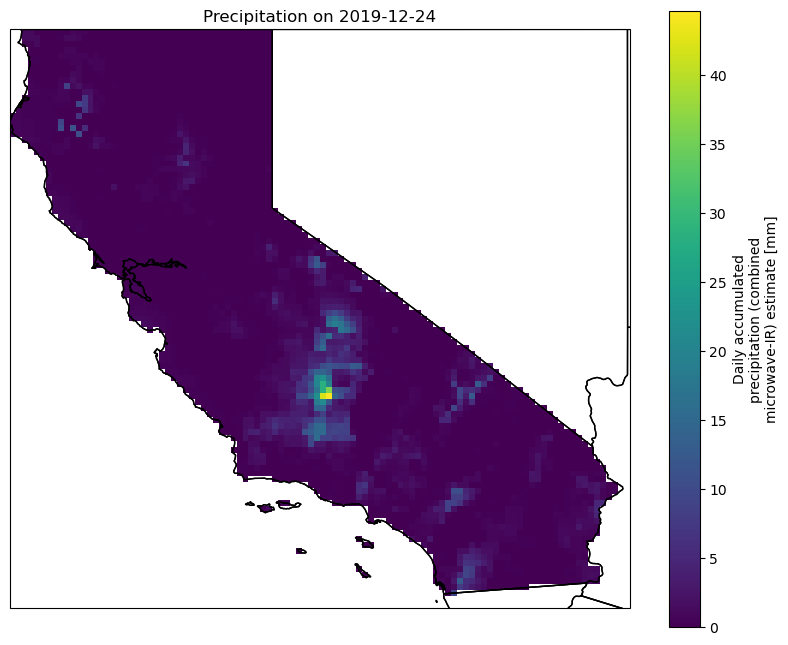 Precipitation on 2019-12-24
40
35
30
25
20
15
10
5
0
Daily accumulated
precipitation (combined
microwave-IR) estimate [mm]